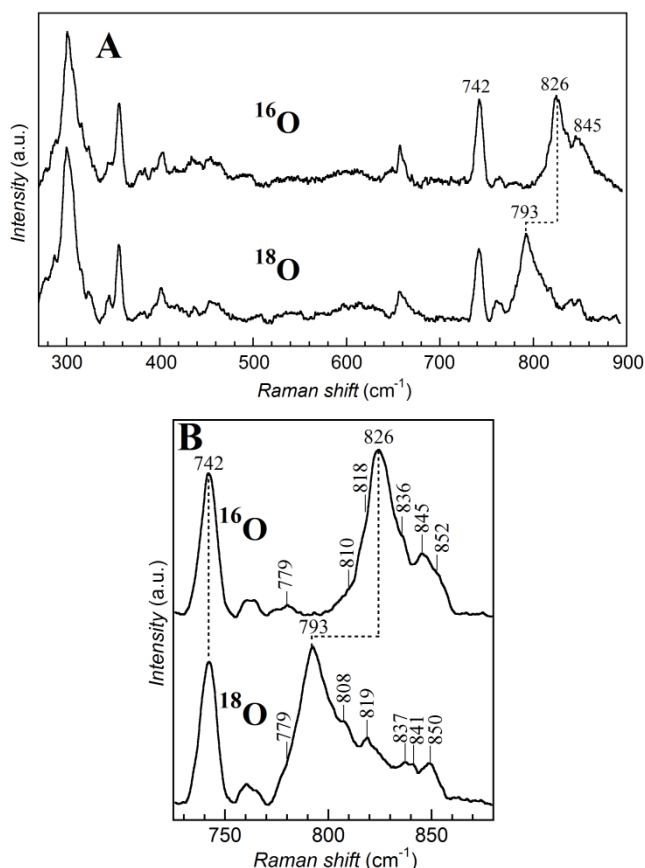 A
Intensity (a.u.)
16O
18O
742
826
845
793
300 400 500 600 700 800 900
Raman shift (cm-1)
B
Intensity (a.u.)
742
16O
779
810
818
826
836
845
852
18O
779
793
808
819
837
841
850
750 800 850
Raman shift (cm-1)